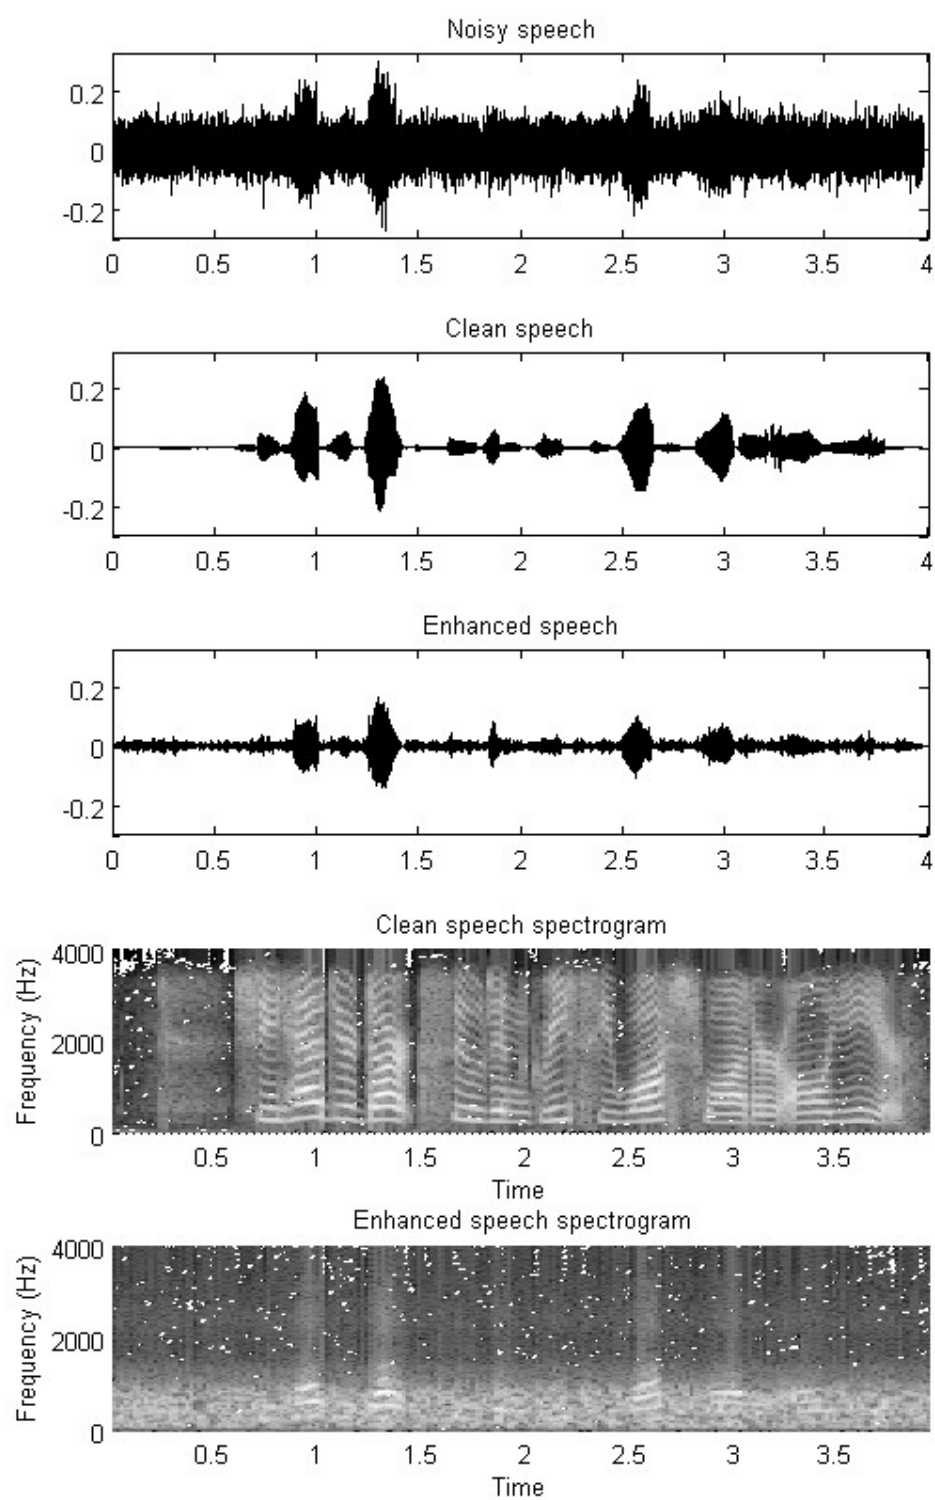 Noisy speech
0.2
0
-0.2
0 0.5 1 1.5 2 2.5 3 3.5 4
Clean speech
0.2
0
-0.2
0 0.5 1 1.5 2 2.5 3 3.5 4
Enhanced speech
0.2
0
-0.2
0 0.5 1 1.5 2 2.5 3 3.5 4
Clean speech spectrogram
Frequency (Hz)
4000
2000
0
0.5 1 1.5 2 2.5 3 3.5
Time
Enhanced speech spectrogram
Frequency (Hz)
4000
2000
0
0.5 1 1.5 2 2.5 3 3.5
Time